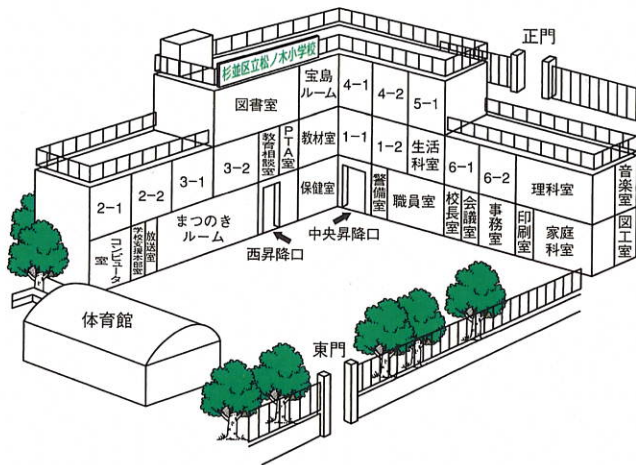 正門
杉並区立松ノ木小学校
図書室
宝島
ルーム
4-1
4-2
5-1
2-1
2-2
3-1
3-2
教育相談室
PTA室
教材室
1-1
1-2
生活
科室
6-1
6-2
理科室
音楽室
コンピュータ室
学校支援本部室
放送室
まつのき
ルーム
保健室
警備室
職員室
校長室
会議室
事務室
印刷室
家庭
科室
図工室
西昇降口
中央昇降口
体育館
東門